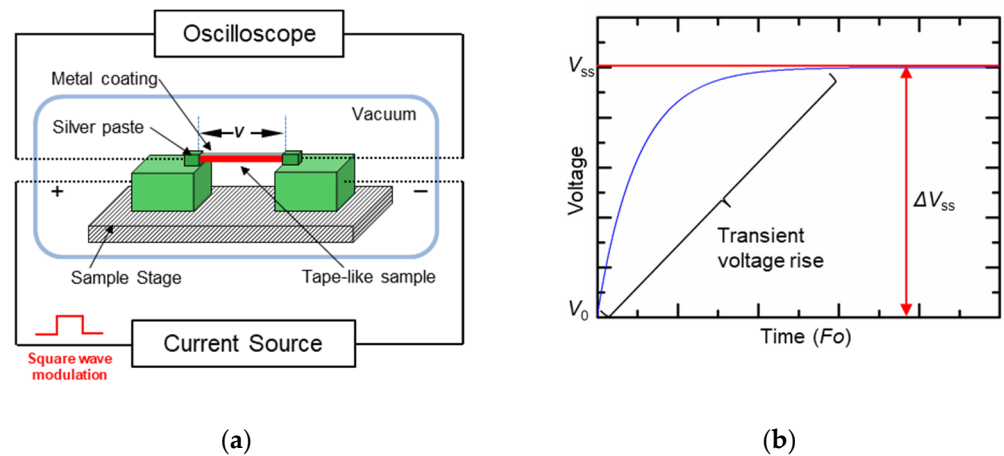 Oscilloscope
Metal coating
Vacuum
Silver paste
V
+
−
Sample Stage
Tape-like sample
Square wave
modulation
Current Source
(a)
Vss
Voltage
ΔVss
Transient
voltage rise
V0
Time (Fo)
(b)